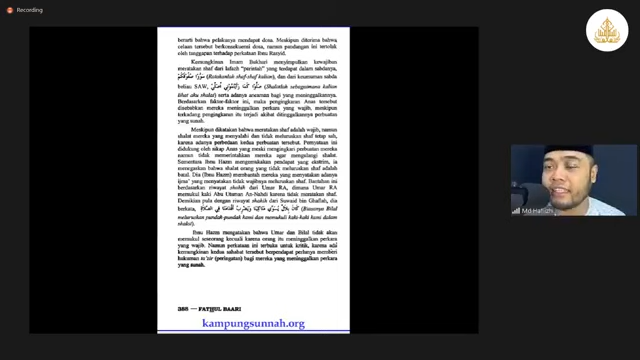 Recording
berarti bahwa pelakunya mendapat dosa. Meskipun diterima bahwa
celaan tersebut berkonsekuensi dosa, namun pandangan ini tertolak
oleh tanggapan terhadap perkataan Ibnu Rasyid.
Kemungkinan Imam Bukhari menyimpulkan kewajiban
meratakan shaf dari lafazh "perintah" yang terdapat dalam sabdanya,
سَوُّوا صُفُوْفَكُمْ (Ratakanlah shaf-shaf kalian), dan dari keumuman sabda
beliau SAW, صَلُّوا كَمَا رَأَيْتُمُوْنِي أُصَلِّي (Shalatlah sebagaimana kalian
lihat aku shalat) serta adanya ancaman bagi yang meninggalkannya.
Berdasarkan faktor-faktor ini, maka pengingkaran Anas tersebut
disebabkan mereka meninggalkan perkara yang wajib, meskipun
terkadang pengingkaran itu terjadi akibat ditinggalkannya perbuatan
yang sunah.
Meskipun dikatakan bahwa meratakan shaf adalah wajib, namun
shalat mereka yang menyalahi dan tidak meluruskan shaf tetap sah,
karena adanya perbedaan kedua perbuatan tersebut. Pernyataan ini
didukung oleh sikap Anas yang meski mengingkari perbuatan mereka
namun tidak memerintahkan mereka agar mengulangi shalat.
Sementara Ibnu Hazm mengemukakan pendapat yang ekstrim, ia
menegaskan bahwa shalat orang yang tidak meluruskan shaf adalah
batal. Dia (Ibnu Hazm) membantah mereka yang menyatakan adanya
ijma' yang menyatakan tidak wajibnya meluruskan shaf. Bantahan ini
berdasarkan riwayat shahih dari Umar RA, dimana Umar RA
memukul kaki Abu Utsman An-Nahdi karena tidak meratakan shaf.
Demikian pula dengan riwayat shahih dari Suwaid bin Ghaflah, dia
berkata, كَانَ بِلاَلٌ يُسَوِّي مَنَاكِبَنَا وَيَضْرِبُ أَقْدَامَنَا فِي الصَّلاَةِ (Biasanya Bilal
meluruskan pundak-pundak kami dan memukul kaki-kaki kami dalam
shalat).
Ibnu Hazm mengatakan bahwa Umar dan Bilal tidak akan
memukul seseorang kecuali karena orang itu meninggalkan perkara
yang wajib. Namun perkataan ini terbuka untuk kritik, karena ada
kemungkinan kedua sahabat tersebut berpendapat perlunya memberi
hukuman ta'zir (peringatan) bagi mereka yang meninggalkan perkara
yang sunah.
358 — FATHUL BAARI
kampungsunnah.org
Md Hafiizh